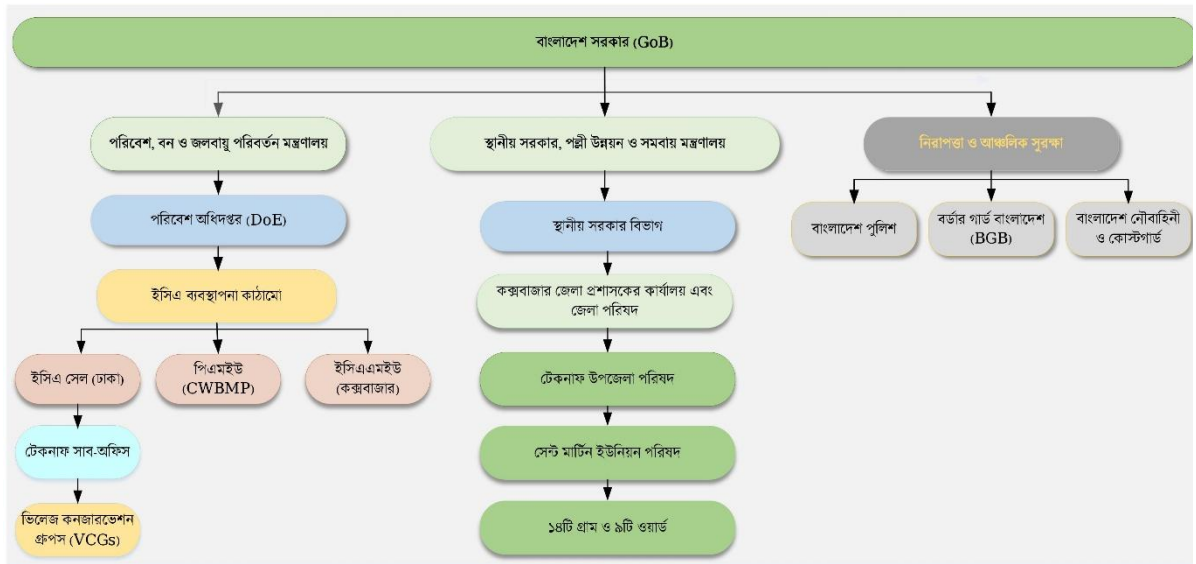 বাংলাদেশ সরকার (GoB)
পরিবেশ, বন ও জলবায়ু পরিবর্তন মন্ত্রণালয়
স্থানীয় সরকার, পল্লী উন্নয়ন ও সমবায় মন্ত্রণালয়
নিরাপত্তা ও আঞ্চলিক সুরক্ষা
পরিবেশ অধিদপ্তর (DoE)
স্থানীয় সরকার বিভাগ
বাংলাদেশ পুলিশ
বর্ডার গার্ড বাংলাদেশ
(BGB)
বাংলাদেশ নৌবাহিনী
ও কোস্টগার্ড
ইসিএ ব্যবস্থাপনা কাঠামো
কক্সবাজার জেলা প্রশাসকের কার্যালয় এবং
জেলা পরিষদ
ইসিএ সেল (ঢাকা)
পিএমইউ
(CWBMP)
ইসিএএমইউ
(কক্সবাজার)
টেকনাফ উপজেলা পরিষদ
টেকনাফ সাব-অফিস
সেন্ট মার্টিন ইউনিয়ন পরিষদ
ভিলেজ কনজারভেশন
গ্রুপস (VCGs)
১৪টি গ্রাম ও ৯টি ওয়ার্ড